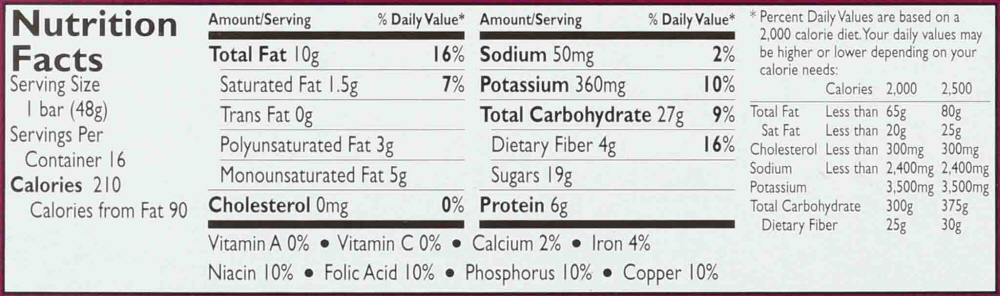 Nutrition
Facts
Serving Size
1 bar (48g)
Servings Per
Container 16
Calories 210
Calories from Fat 90
Amount/Serving % Daily Value*
Total Fat 10g 16%
Saturated Fat 1.5g 7%
Trans Fat 0g
Polyunsaturated Fat 3g
Monounsaturated Fat 5g
Cholesterol 0mg 0%
Amount/Serving % Daily Value*
Sodium 50mg 2%
Potassium 360mg 10%
Total Carbohydrate 27g 9%
Dietary Fiber 4g 16%
Sugars 19g
Protein 6g
Vitamin A 0% • Vitamin C 0% • Calcium 2% • Iron 4%
Niacin 10% • Folic Acid 10% • Phosphorus 10% • Copper 10%
* Percent Daily Values are based on a
2,000 calorie diet. Your daily values may
be higher or lower depending on your
calorie needs:
Calories 2,000 2,500
Total Fat Less than 65g 80g
Sat Fat Less than 20g 25g
Cholesterol Less than 300mg 300mg
Sodium Less than 2,400mg 2,400mg
Potassium 3,500mg 3,500mg
Total Carbohydrate 300g 375g
Dietary Fiber 25g 30g